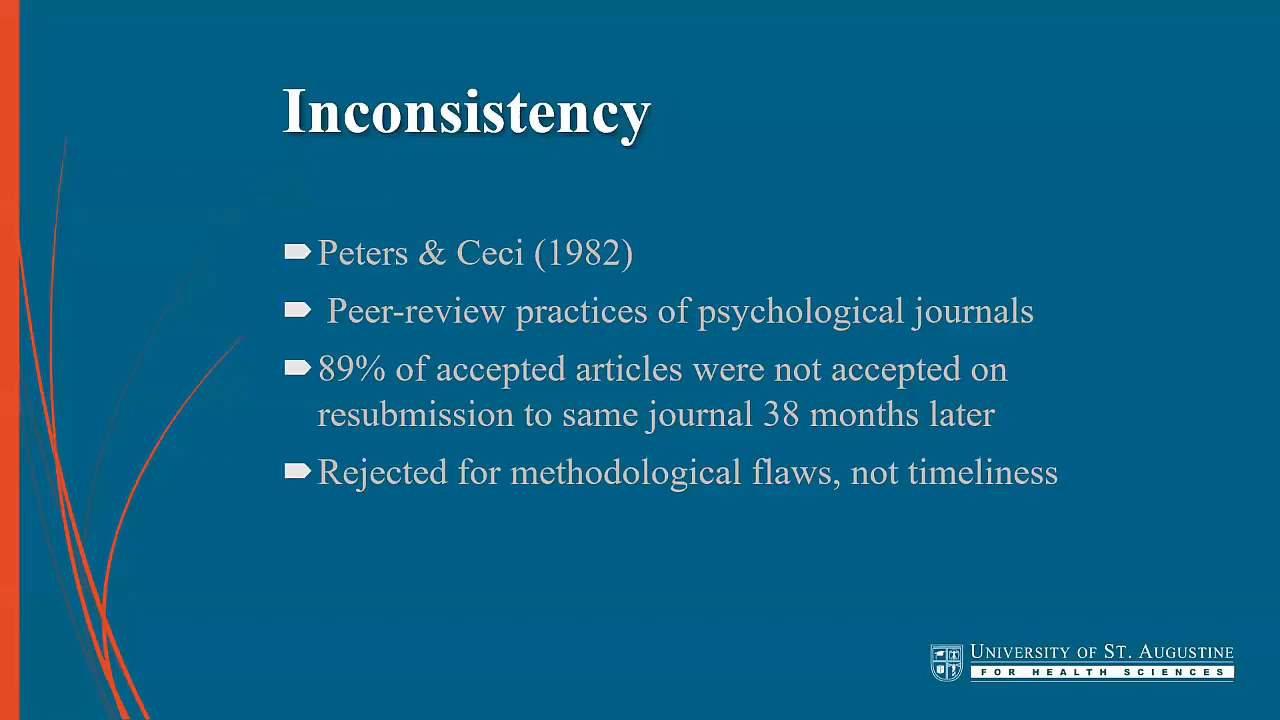 Inconsistency
Peters & Ceci (1982)
Peer-review practices of psychological journals
89% of accepted articles were not accepted on
resubmission to same journal 38 months later
Rejected for methodological flaws, not timeliness
UNIVERSITY OF ST. AUGUSTINE
FOR HEALTH SCIENCES